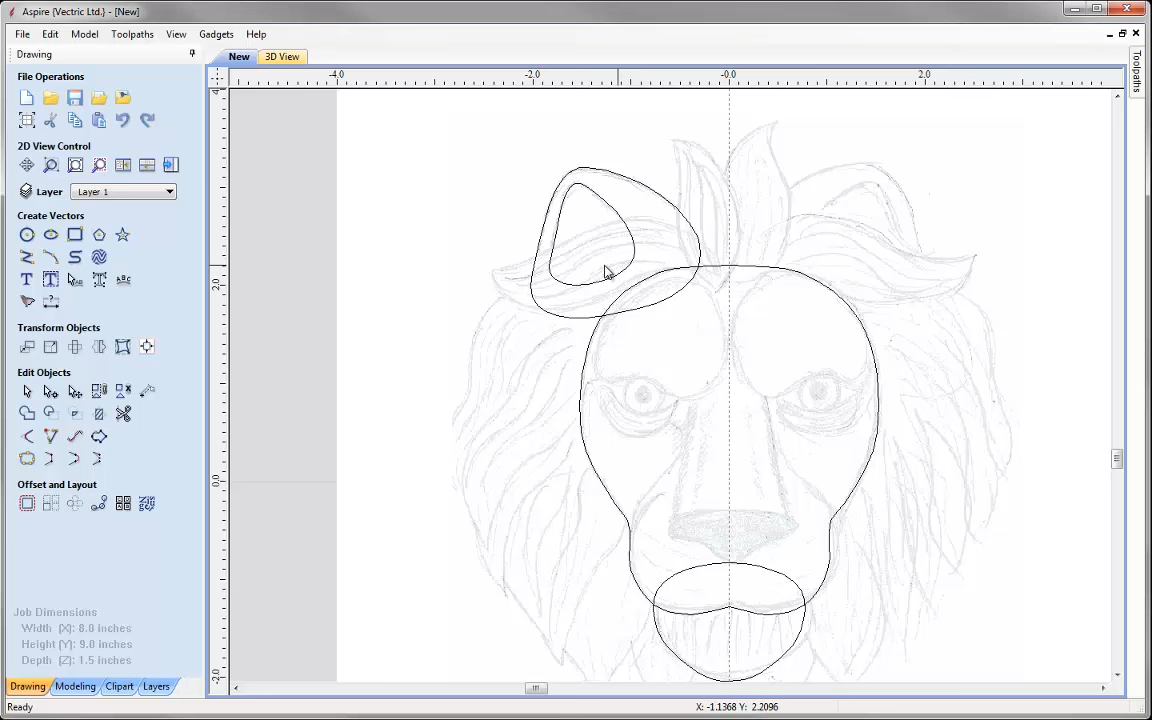 Aspire {Vectric Ltd.} - [New]
File Edit Model Toolpaths View Gadgets Help
Drawing
New
3D View
Toolpaths
File Operations
2D View Control
Layer
Layer 1
Create Vectors
Transform Objects
Edit Objects
Offset and Layout
Job Dimensions
Width (X): 8.0 inches
Height (Y): 9.0 inches
Depth (Z): 1.5 inches
Drawing Modeling Clipart Layers
Ready
X: -1.1368 Y: 2.2096
-4.0 -2.0 -0.0 2.0
4
2.0
0.0
-2.0